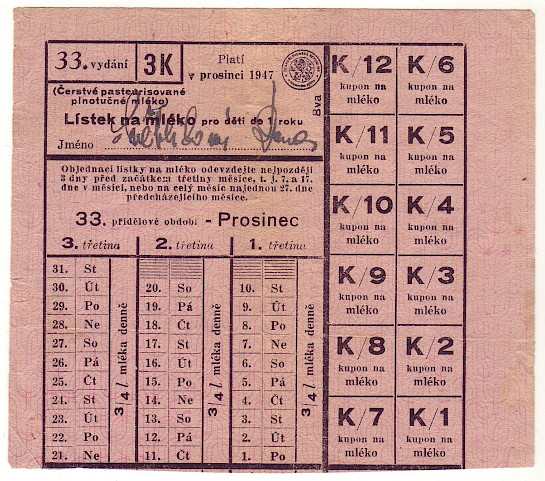 33. vydání
3K
Platí
v prosinci 1947
8va
(Čerstvé pasteurisované
plnotučné mléko)
Lístek na mléko pro děti do 1 roku
Jméno
Objednací lístky na mléko odevzdejte nejpozději
3 dny před začátkem třetiny měsíce, t. j. 7. a 17.
dne v měsíci, nebo na celý měsíc najednou 27. dne
předcházejícího měsíce.
33. přídělové období - Prosinec
3. třetina
2. třetina
1. třetina
31. St
30. Út
29. Po
28. Ne
27. So
26. Pá
25. Čt
24. St
23. Út
22. Po
21. Ne
3/4 l mléka denně
20. So
19. Pá
18. Čt
17. St
16. Út
15. Po
14. Ne
13. So
12. Pá
11. Čt
3/4 l mléka denně
10. St
9. Út
8. Po
7. Ne
6. So
5. Pá
4. Čt
3. St
2. Út
1. Po
3/4 l mléka denně
K/12
kupon na
mléko
K/6
kupon na
mléko
K/11
kupon na
mléko
K/5
kupon na
mléko
K/10
kupon na
mléko
K/4
kupon na
mléko
K/9
kupon na
mléko
K/3
kupon na
mléko
K/8
kupon na
mléko
K/2
kupon na
mléko
K/7
kupon na
mléko
K/1
kupon na
mléko